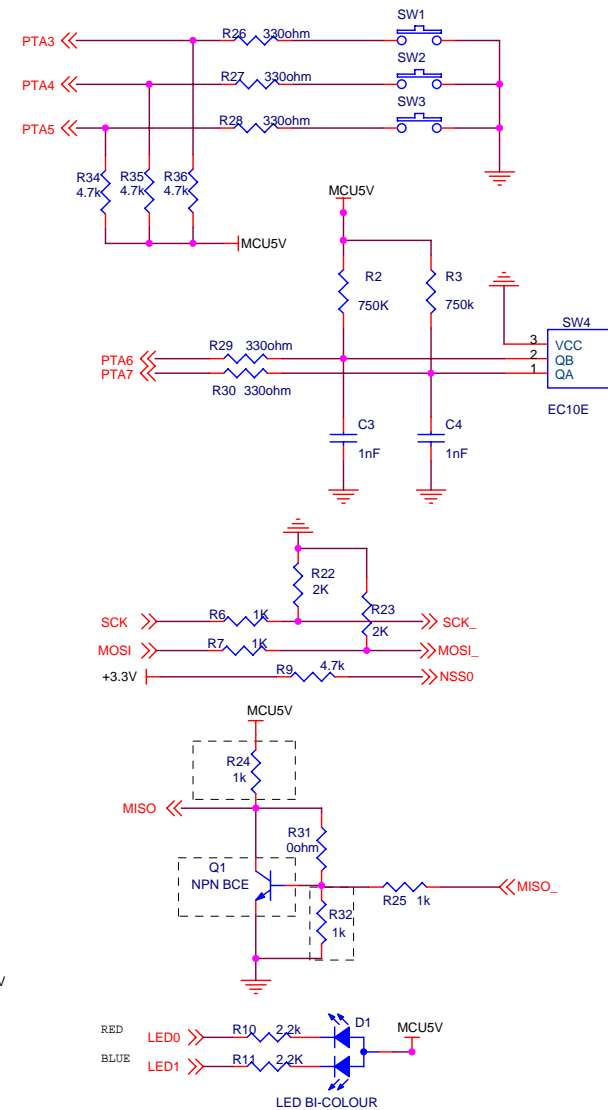 SW1
PTA3 R26 330ohm
SW2
PTA4 R27 330ohm
SW3
PTA5 R28 330ohm
R34 R35 R36
4.7k 4.7k 4.7k
MCU5V
MCU5V
R2 R3
750K 750k
SW4
3 VCC
2 QB
1 QA
EC10E
R29 330ohm
PTA6
PTA7
R30 330ohm
C3 C4
1nF 1nF
R22
2K
R23
2K
SCK R6 1K SCK_
MOSI R7 1K MOSI_
+3.3V R9 4.7k NSS0
MCU5V
R24
1k
MISO
R31
0ohm
Q1
NPN BCE
R32
1k
R25 1k
MISO_
V
RED LED0 R10 2.2k D1 MCU5V
BLUE LED1 R11 2.2K
LED BI-COLOUR